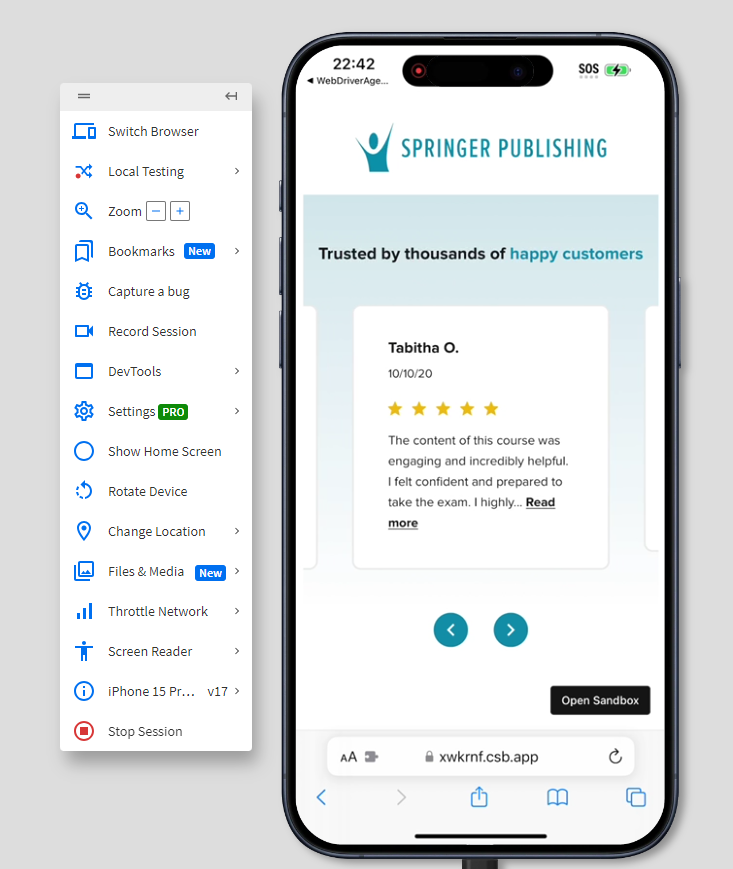 Switch Browser
Local Testing
Zoom
Bookmarks New
Capture a bug
Record Session
DevTools
Settings PRO
Show Home Screen
Rotate Device
Change Location
Files & Media New
Throttle Network
Screen Reader
iPhone 15 Pr... v17
Stop Session
22:42
WebDriverAge...
SOS
SPRINGER PUBLISHING
Trusted by thousands of happy customers
Tabitha O.
10/10/20
The content of this course was
engaging and incredibly helpful.
I felt confident and prepared to
take the exam. I highly... Read
more
Open Sandbox
AA xwkrnf.csb.app